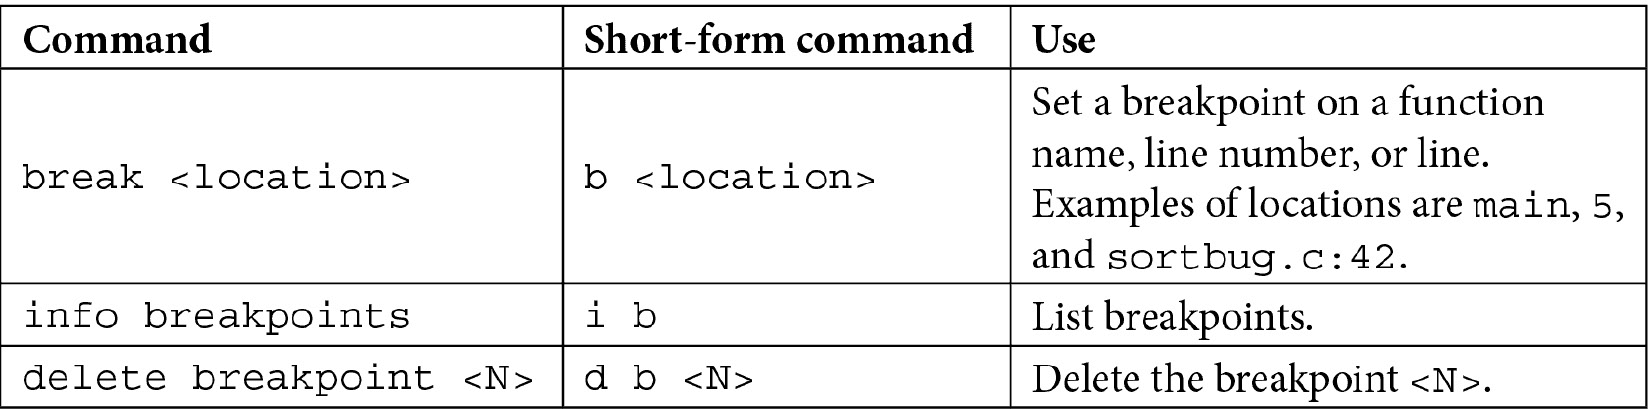 Command Short-form command Use
break <location> b <location> Set a breakpoint on a function
name, line number, or line.
Examples of locations are main, 5,
and sortbug.c:42.
info breakpoints i b List breakpoints.
delete breakpoint <N> d b <N> Delete the breakpoint <N>.